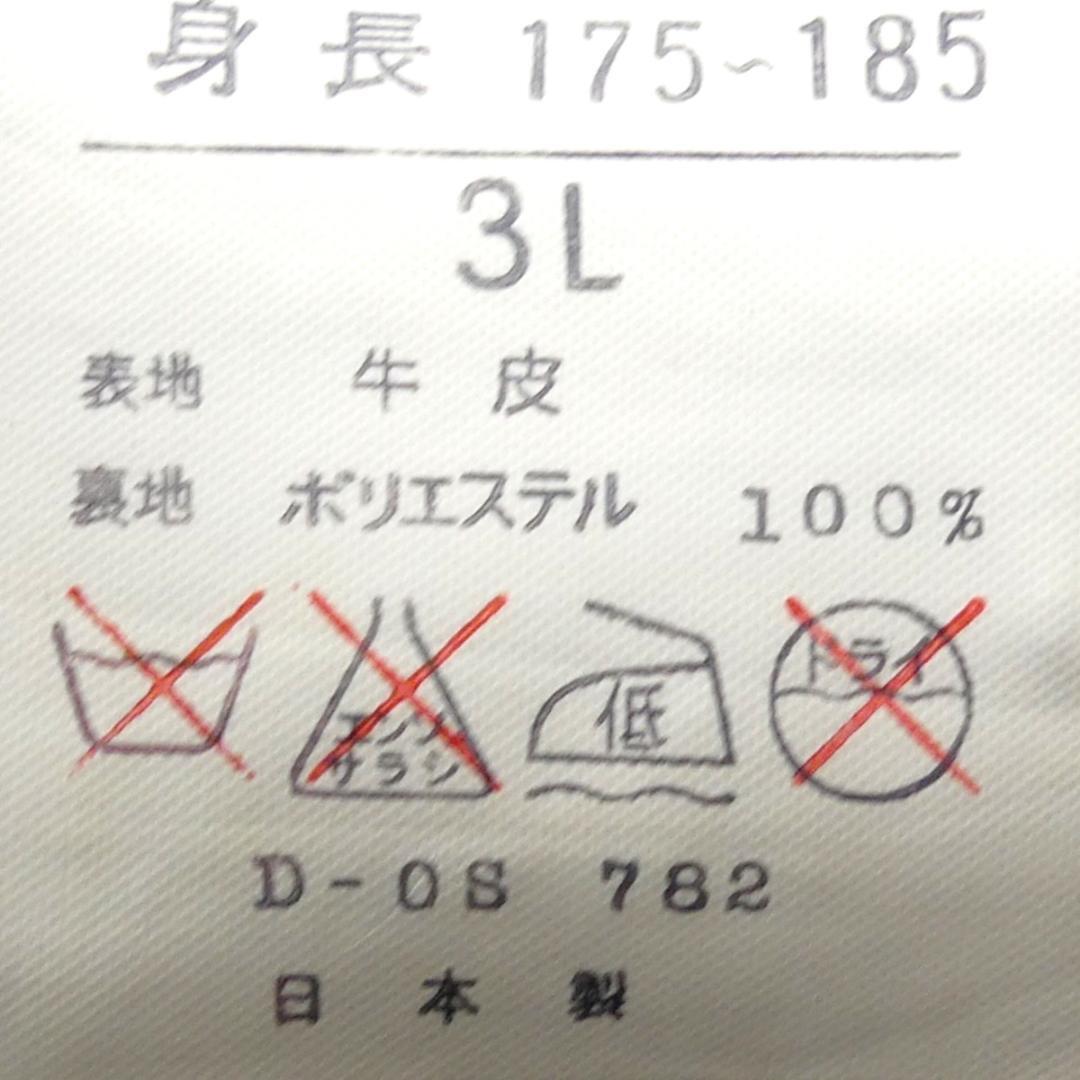 身長 175~185
3L
表地 牛皮
裏地 ポリエステル 100%
エンソ
サラシ
低
ドライ
D-0S 782
日本製